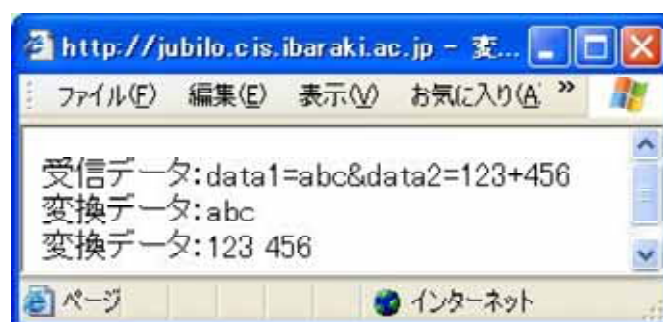 http://jubilo.cis.ibaraki.ac.jp - 変...
ファイル(F) 編集(E) 表示(V) お気に入り(A) »
受信データ:data1=abc&data2=123+456
変換データ:abc
変換データ:123 456
ページ インターネット